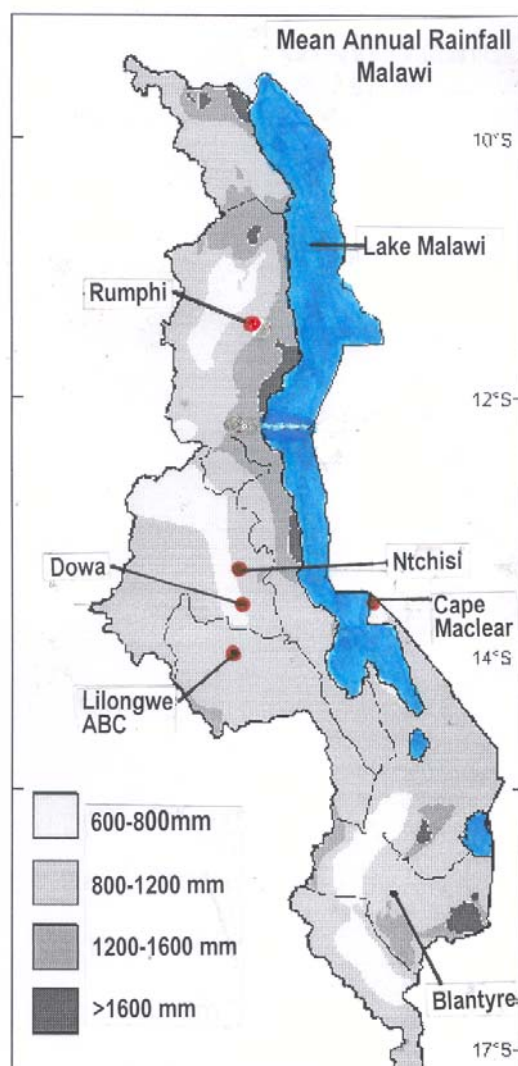 Mean Annual Rainfall
Malawi
10°S
Lake Malawi
Rumphi
12°S
Dowa
Ntchisi
Cape
Maclear
14°S
Lilongwe
ABC
600-800mm
800-1200 mm
1200-1600 mm
>1600 mm
Blantyre
17°S